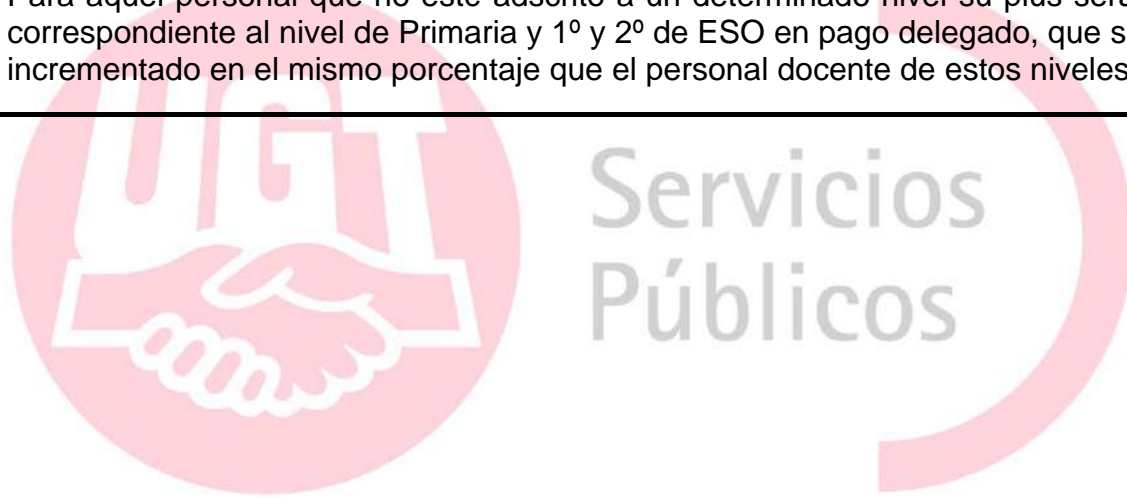 Para aquel personal que no esté adscrito a un determinado nivel su plus será
correspondiente al nivel de Primaria y 1º y 2º de ESO en pago delegado, que s
incrementado en el mismo porcentaje que el personal docente de estos niveles
UGT
Servicios
Públicos